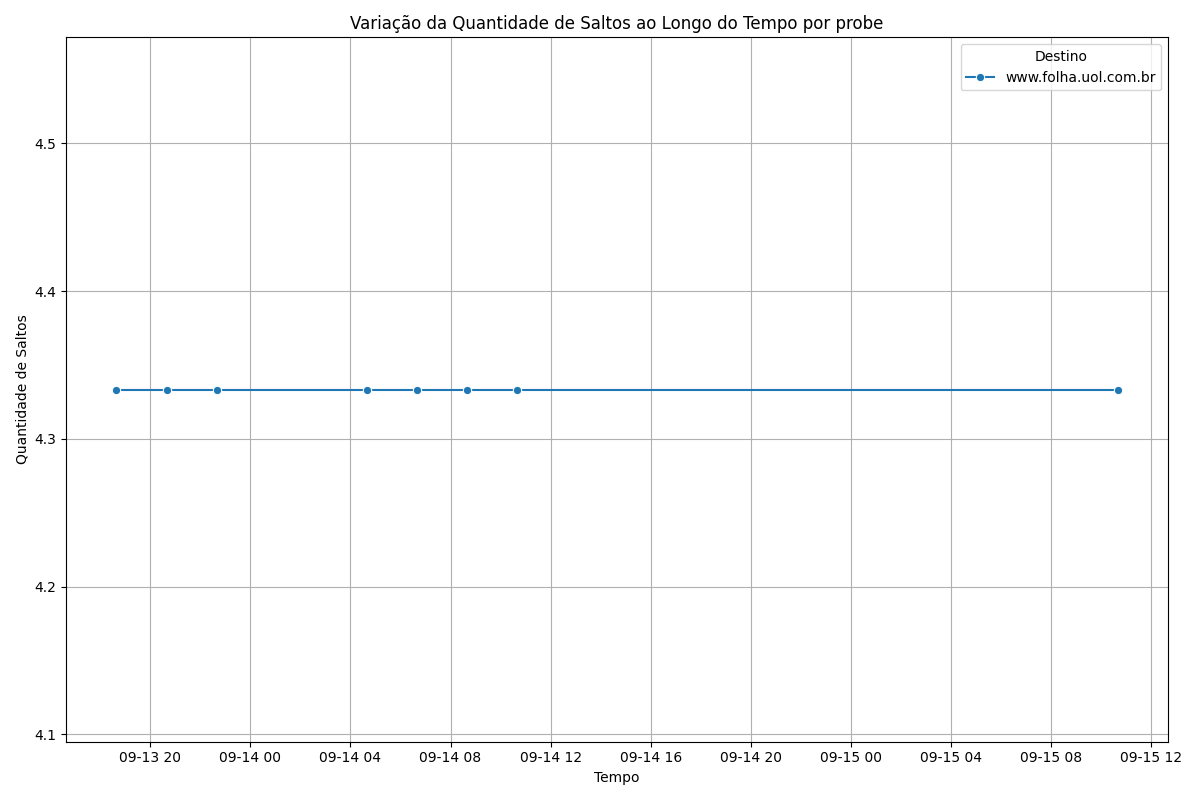 Variação da Quantidade de Saltos ao Longo do Tempo por probe
Destino
www.folha.uol.com.br
Quantidade de Saltos
4.5
4.4
4.3
4.2
4.1
09-13 20 09-14 00 09-14 04 09-14 08 09-14 12 09-14 16 09-14 20 09-15 00 09-15 04 09-15 08 09-15 12
Tempo